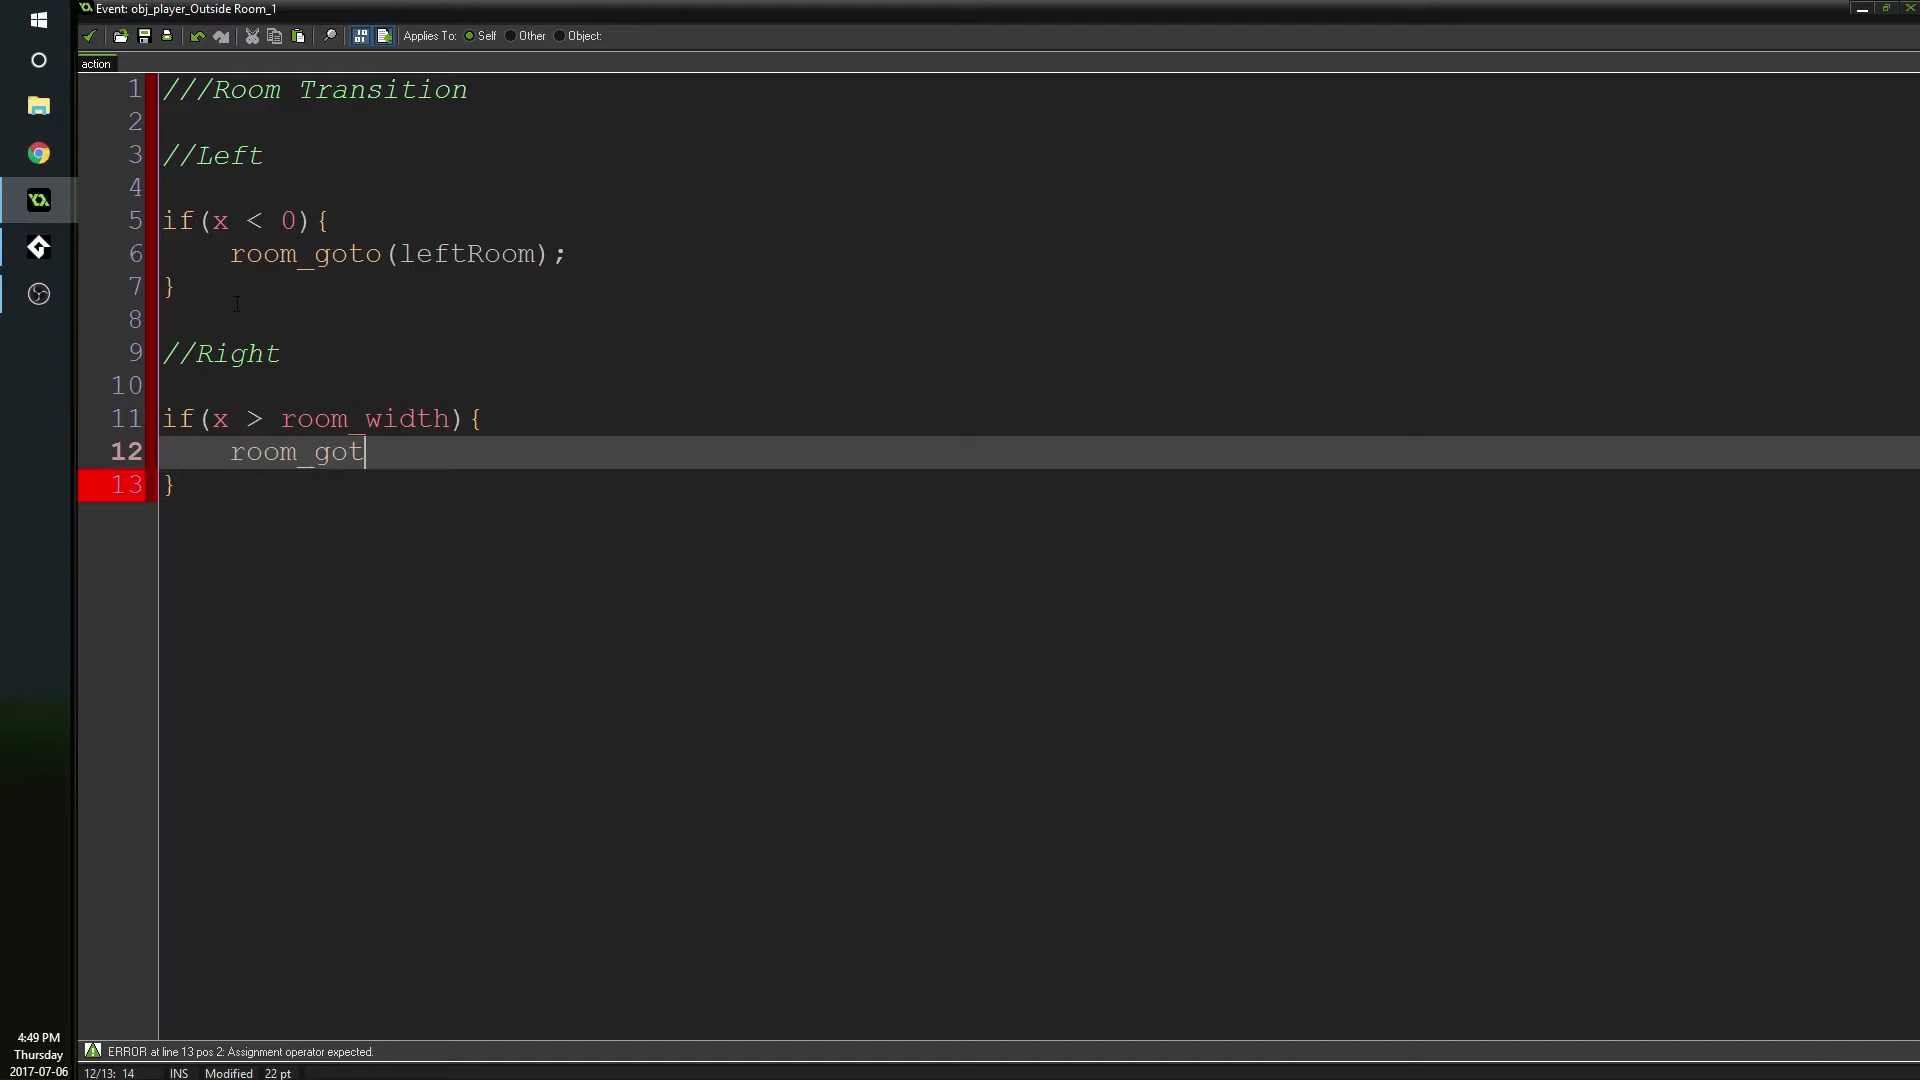 Event: obj_player_Outside Room_1
Applies To: Self Other Object:
action
1 ///Room Transition
2
3 //Left
4
5 if(x < 0){
6 room_goto(leftRoom);
7 }
8
9 //Right
10
11 if(x > room_width){
12 room_got
13 }
ERROR at line 13 pos 2: Assignment operator expected.
12/13: 14 INS Modified 22 pt
4:49 PM
Thursday
2017-07-06